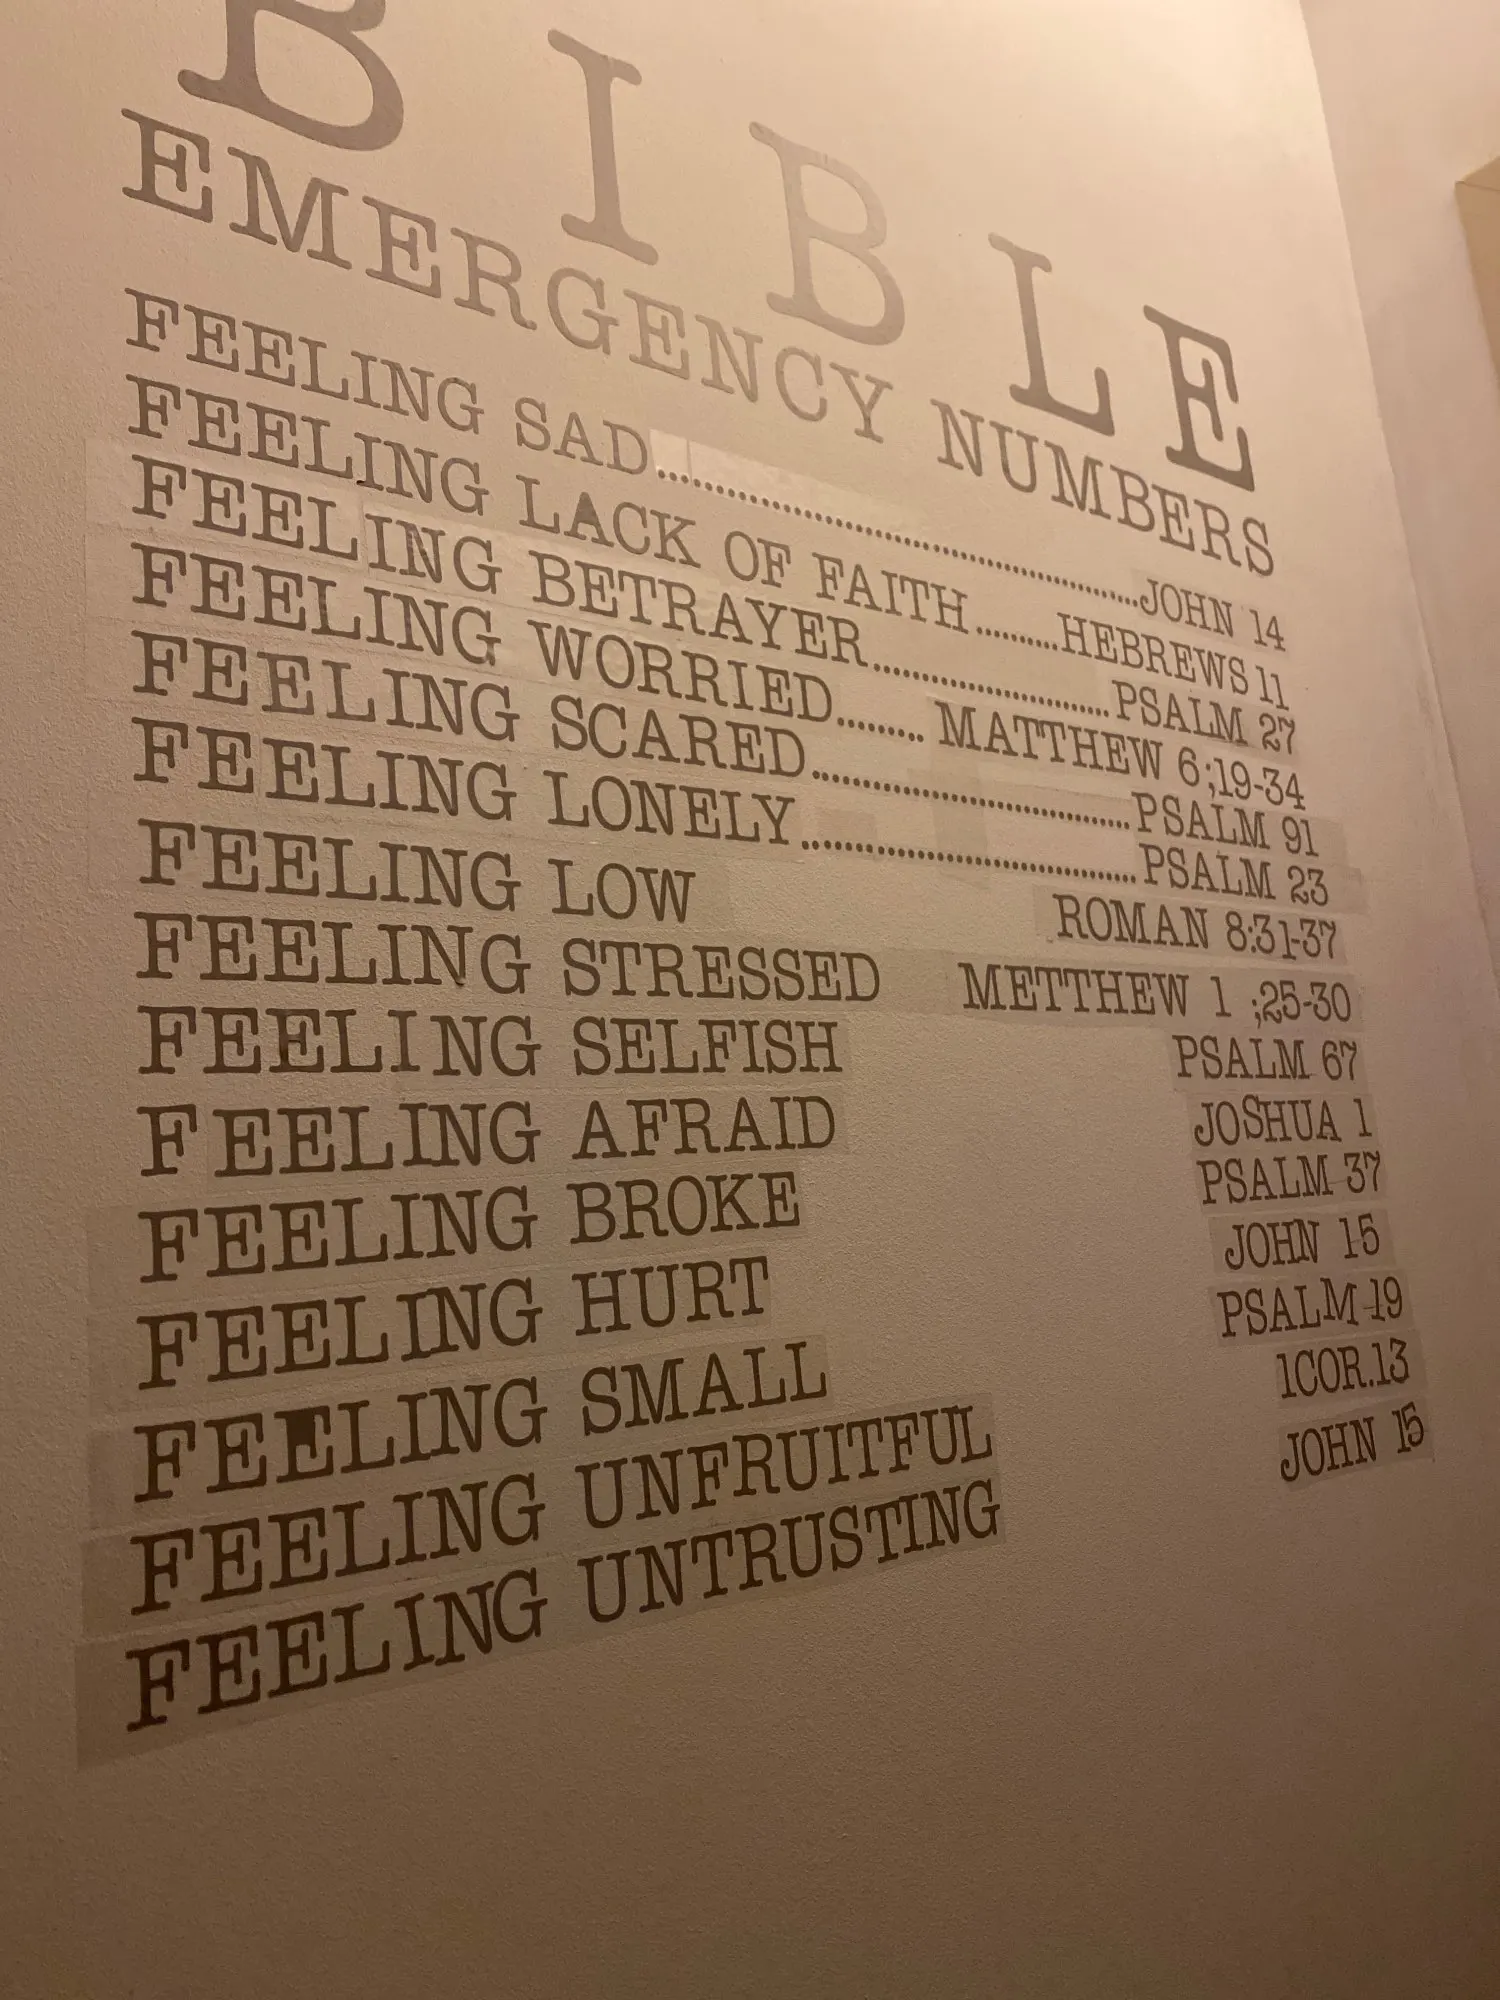 BIBLE
EMERGENCY NUMBERS
FEELING SAD..................................................JOHN 14
FEELING LACK OF FAITH..........HEBREWS 11
FEELING BETRAYER............................PSALM 27
FEELING WORRIED........ MATTHEW 6;19-34
FEELING SCARED....................................PSALM 91
FEELING LONELY......................................PSALM 23
FEELING LOW ROMAN 8:31-37
FEELING STRESSED METTHEW 1 ;25-30
FEELING SELFISH PSALM 67
FEELING AFRAID JOSHUA 1
FEELING BROKE PSALM 37
FEELING HURT JOHN 15
FEELING SMALL PSALM 19
FEELING UNFRUITFUL 1COR.13
FEELING UNTRUSTING JOHN 15